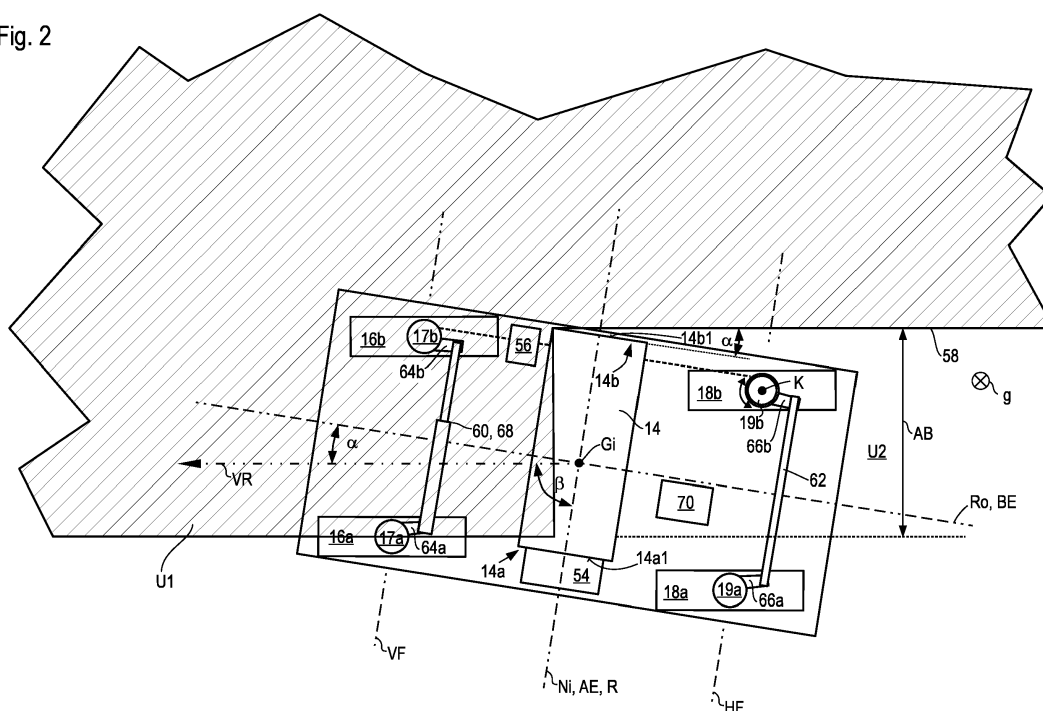 Fig. 2
16b
17b
56
14b1
α
58
64b
14b
18b
K
g
19b
AB
60, 68
14
66b
α
Gi
62
U2
VR
β
70
Ro, BE
16a
17a
64a
14a
14a1
U1
54
18a
19a
66a
VF
Ni, AE, R
HF